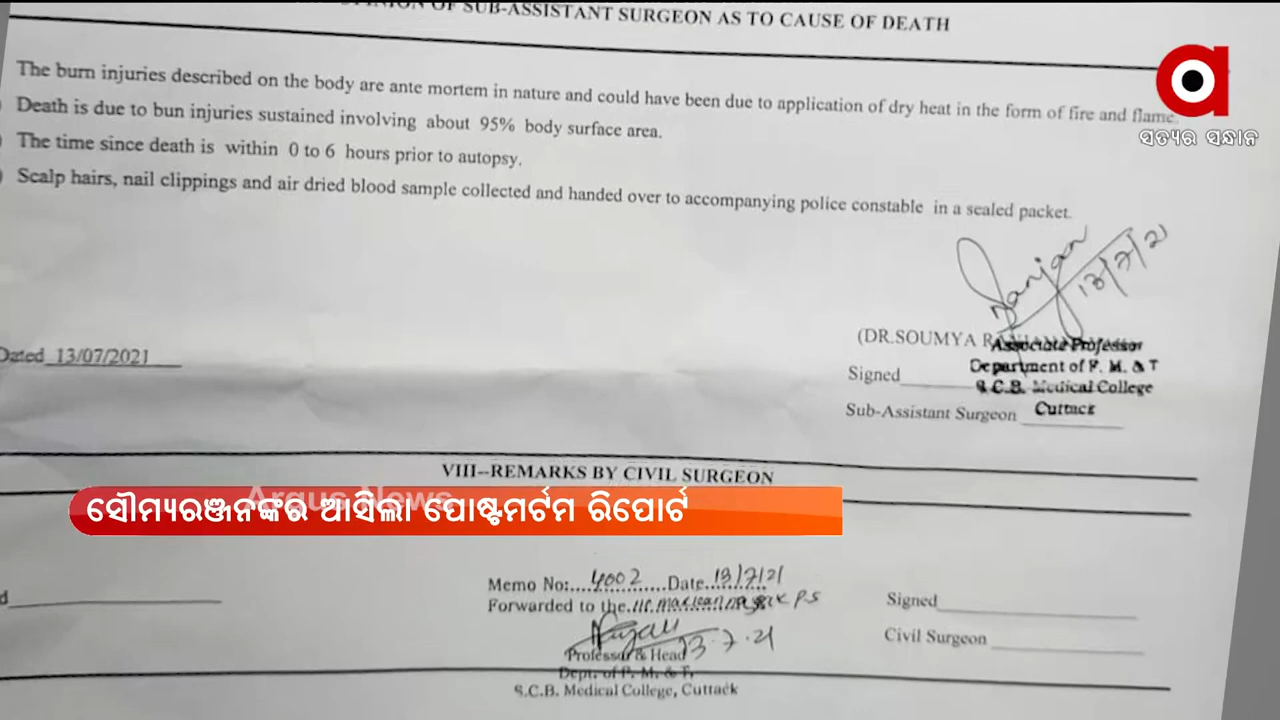 OF SUB-ASSISTANT SURGEON AS TO CAUSE OF DEATH
The burn injuries described on the body are ante mortem in nature and could have been due to application of dry heat in the form of fire and flame.
) Death is due to bun injuries sustained involving about 95% body surface area.
) The time since death is within 0 to 6 hours prior to autopsy.
) Scalp hairs, nail clippings and air dried blood sample collected and handed over to accompanying police constable in a sealed packet.
ସତ୍ୟର ସନ୍ଧାନ
Ranjan
13/7/21
(DR.SOUMYA
Associate Professor
Dated 13/07/2021
Department of F. M. & T
Signed
S.C.B. Medical College
Sub-Assistant Surgeon Cuttack
VIII--REMARKS BY CIVIL SURGEON
Argus News
ସୌମ୍ୟରଞ୍ଜନଙ୍କର ଆସିଲା ପୋଷ୍ଟମର୍ଟମ ରିପୋର୍ଟ
Memo No:....4002......Date..13/7/21
Forwarded to the
P.S
Signed
13.7.21
Civil Surgeon
Professor & Head
Dept. of F. M. & T.
S.C.B. Medical College, Cuttack